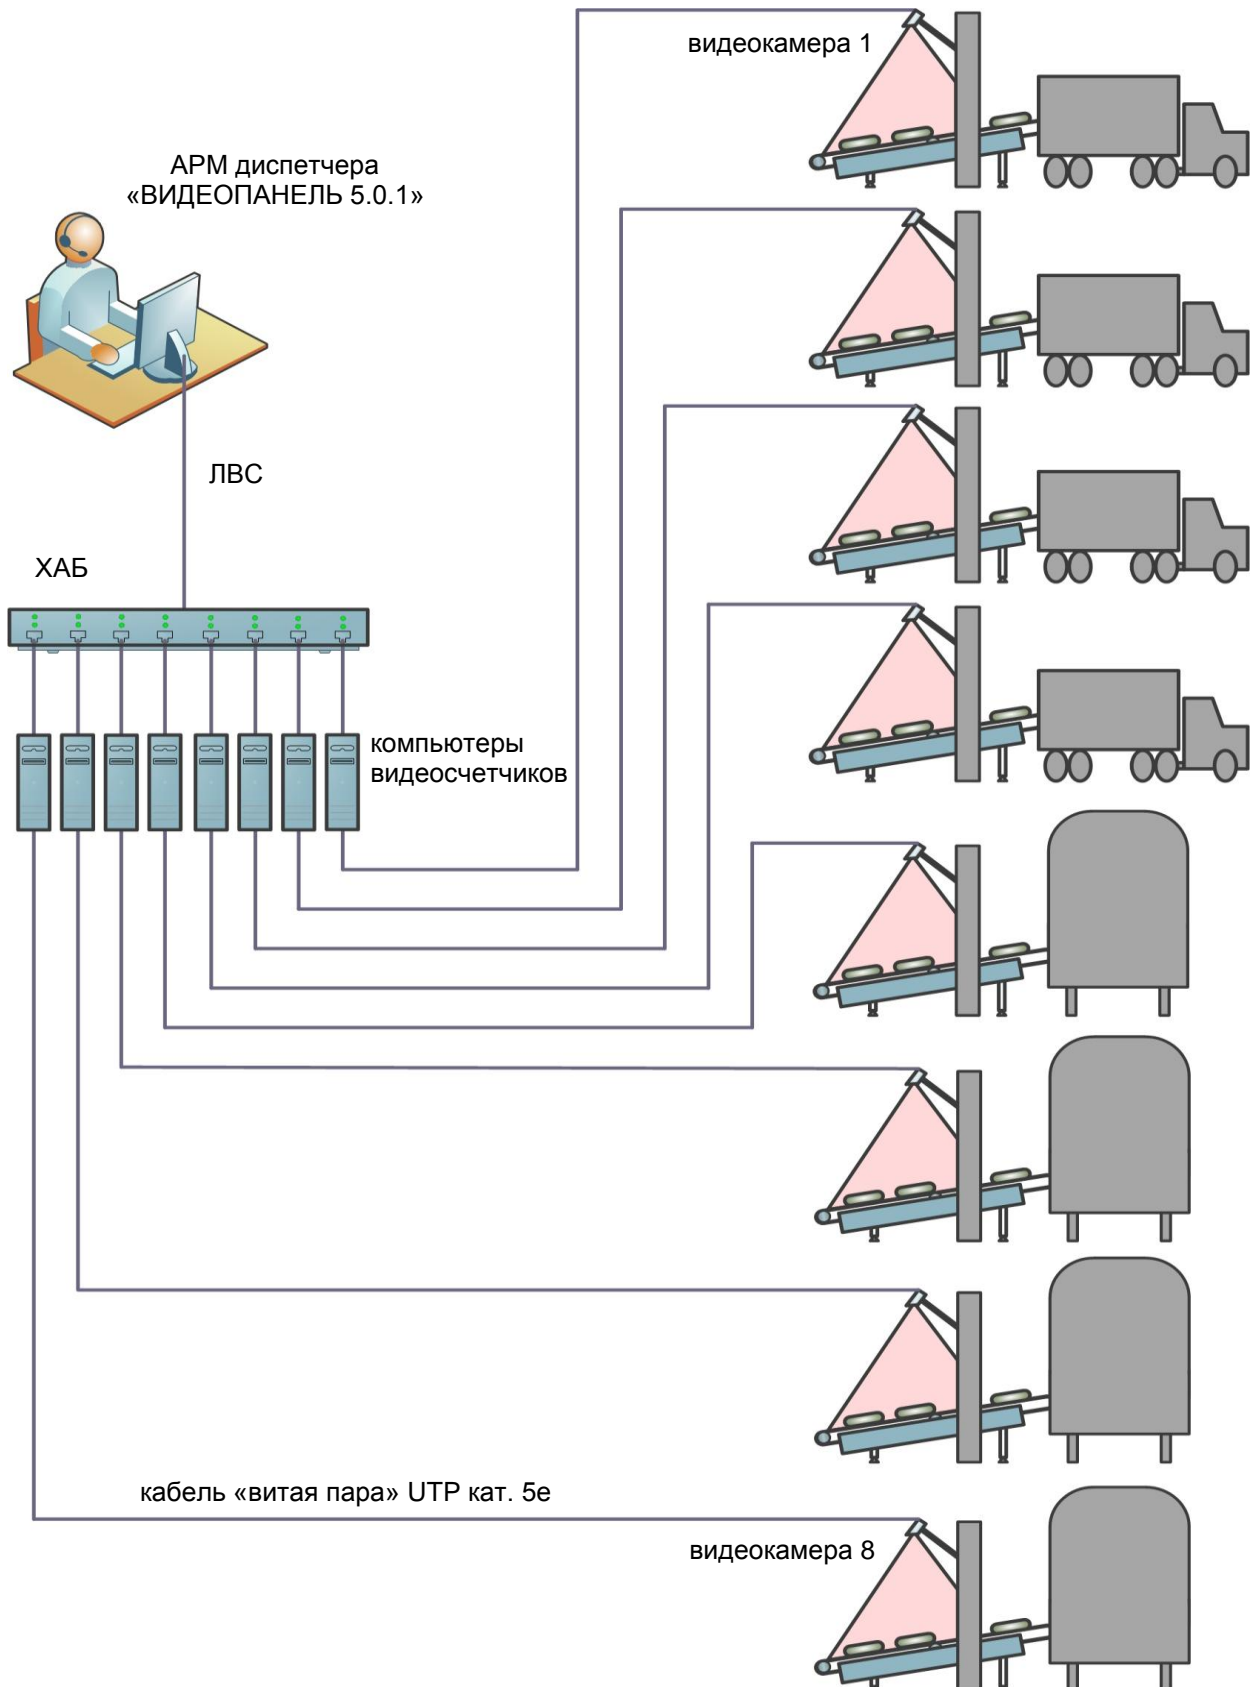 видеокамера 1
АРМ диспетчера
«ВИДЕОПАНЕЛЬ 5.0.1»
ЛВС
ХАБ
компьютеры
видеосчетчиков
кабель «витая пара» UTP кат. 5е
видеокамера 8